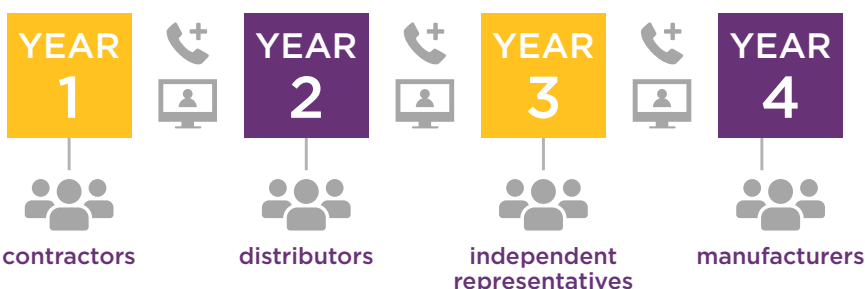 YEAR
1
YEAR
2
YEAR
3
YEAR
4
contractors
distributors
independent
representatives
manufacturers